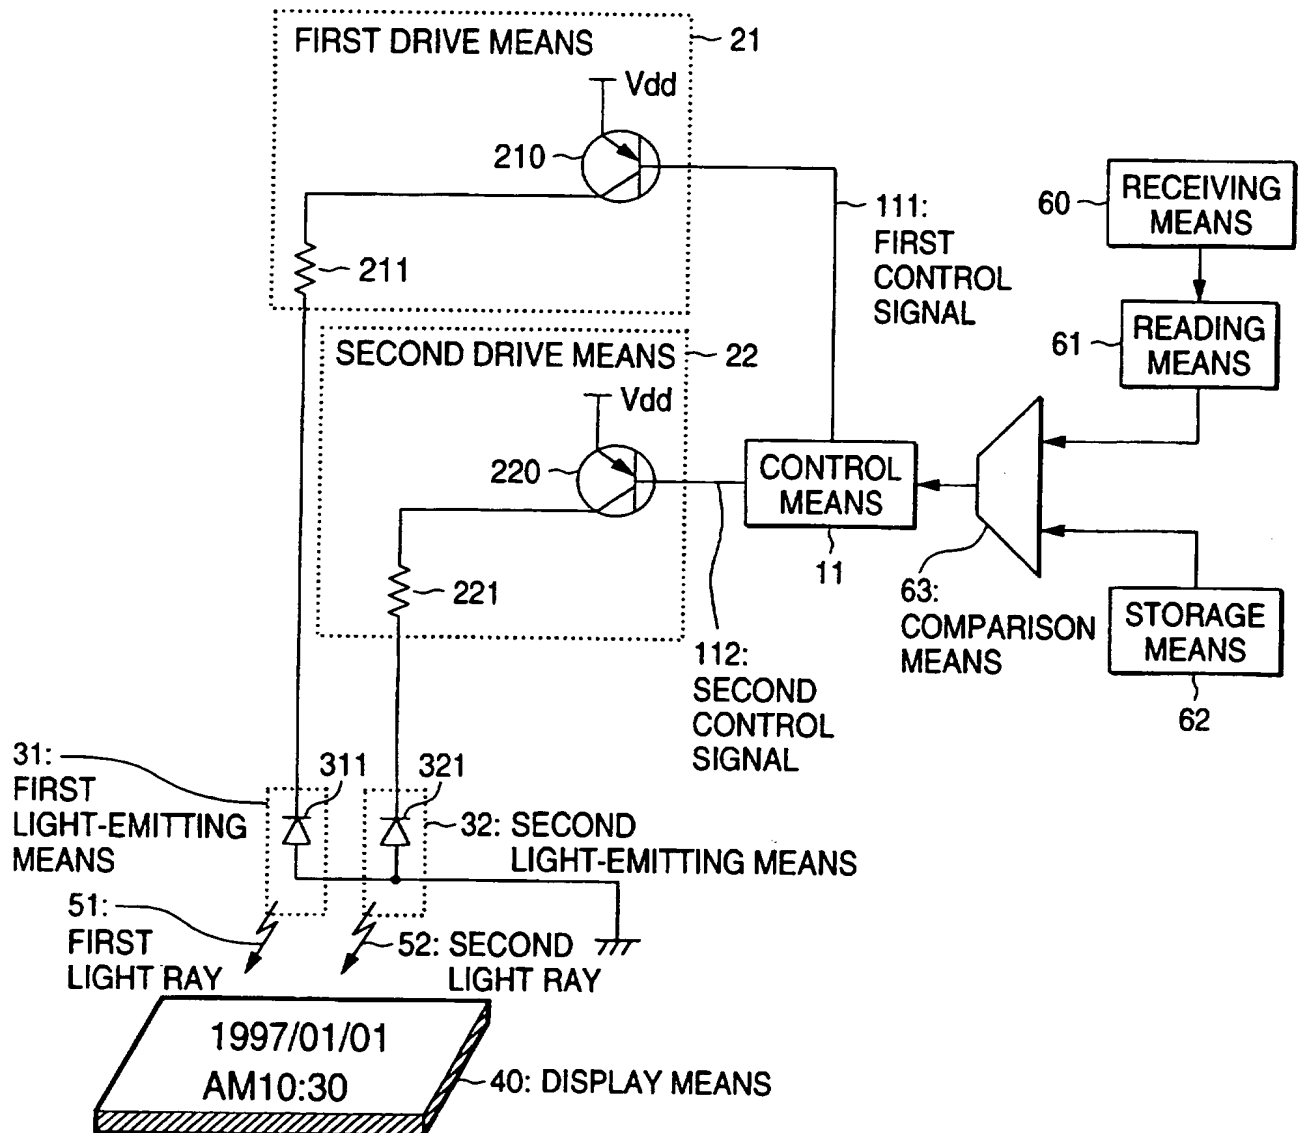 FIRST DRIVE MEANS
21
Vdd
210
211
111:
FIRST
CONTROL
SIGNAL
60
RECEIVING
MEANS
61
READING
MEANS
SECOND DRIVE MEANS
22
Vdd
220
221
CONTROL
MEANS
11
63:
COMPARISON
MEANS
STORAGE
MEANS
62
112:
SECOND
CONTROL
SIGNAL
31:
FIRST
LIGHT-EMITTING
MEANS
311
321
32: SECOND
LIGHT-EMITTING MEANS
51:
FIRST
LIGHT RAY
52: SECOND
LIGHT RAY
1997/01/01
AM10:30
40: DISPLAY MEANS